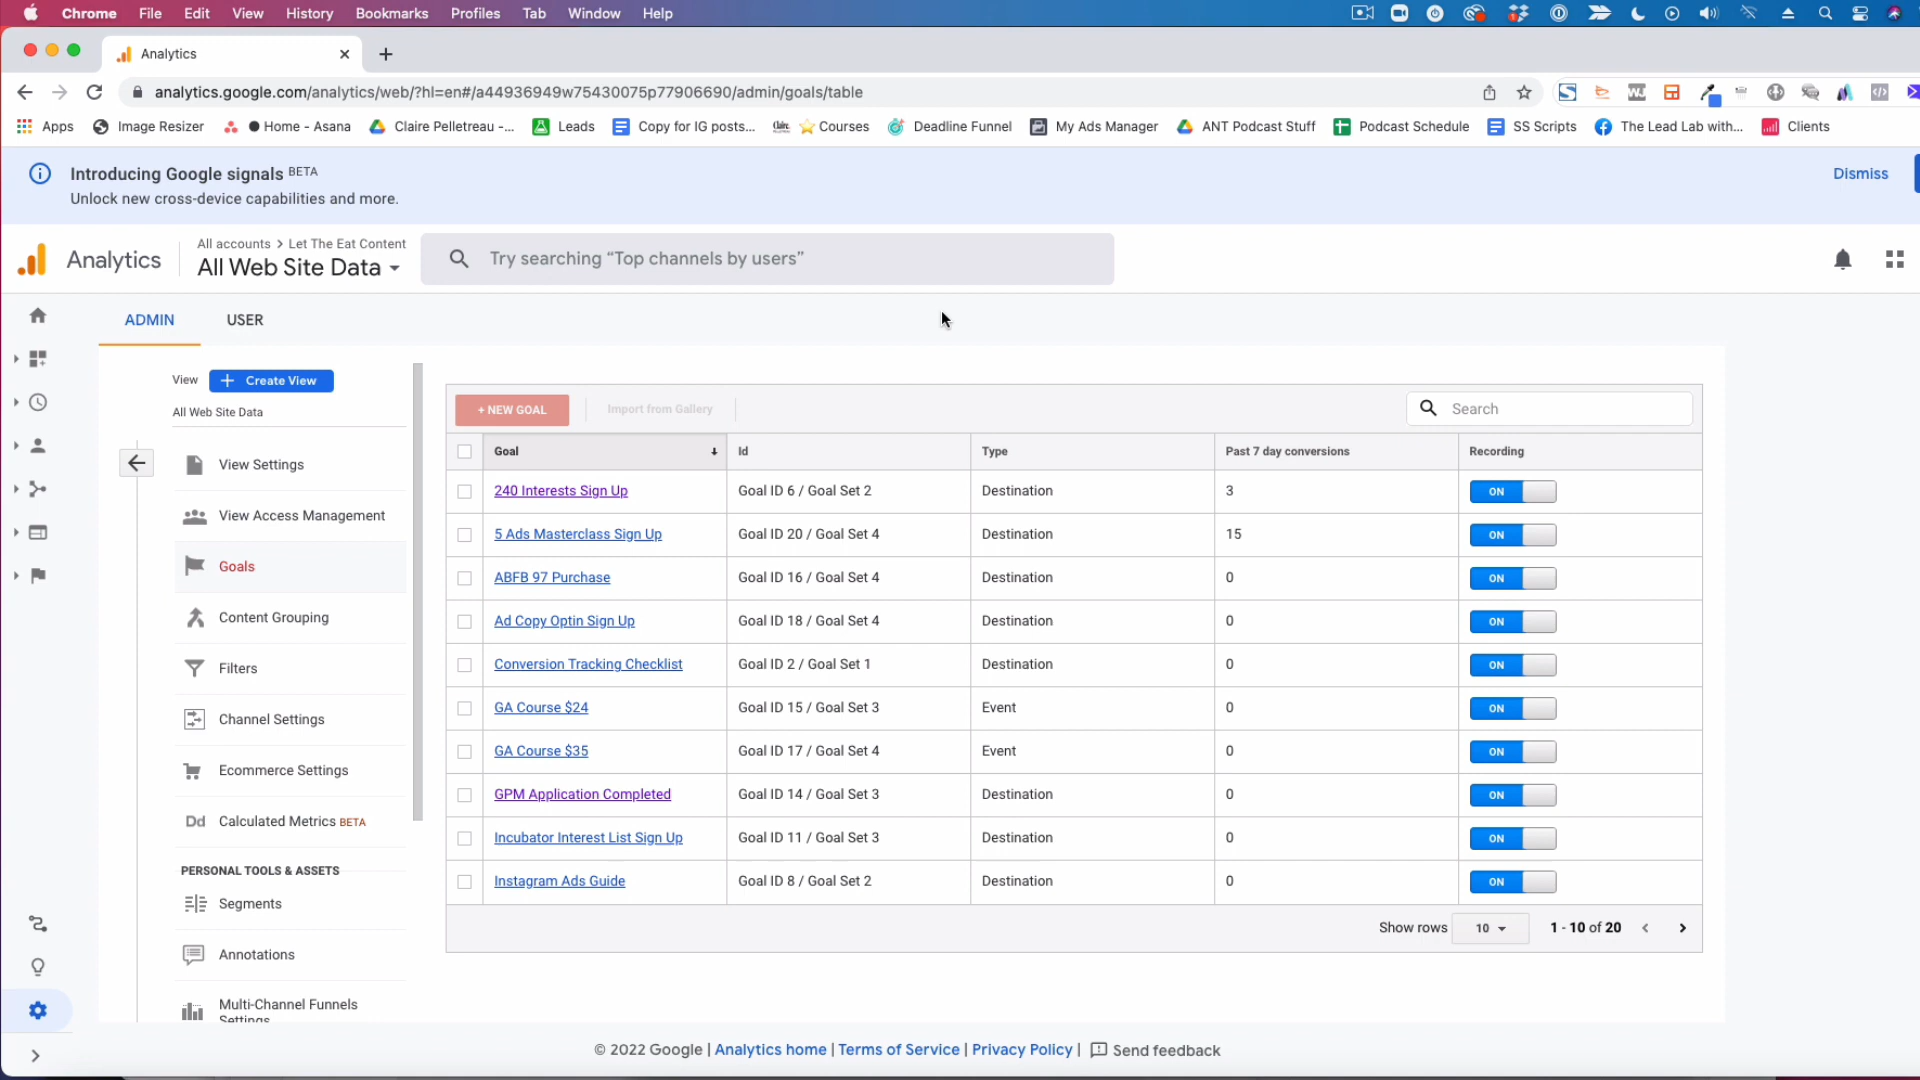 Chrome File Edit View History Bookmarks Profiles Tab Window Help
Analytics
analytics.google.com/analytics/web/?hl=en#/a44936949w75430075p77906690/admin/goals/table
Apps Image Resizer Home - Asana Claire Pelletreau -... Leads Copy for IG posts... Courses Deadline Funnel My Ads Manager ANT Podcast Stuff Podcast Schedule SS Scripts The Lead Lab with... Clients
Introducing Google signals BETA
Dismiss
Unlock new cross-device capabilities and more.
All accounts > Let The Eat Content
Analytics
All Web Site Data
Try searching “Top channels by users”
ADMIN USER
View + Create View
All Web Site Data
View Settings
View Access Management
Goals
Content Grouping
Filters
Channel Settings
Ecommerce Settings
Dd Calculated Metrics BETA
PERSONAL TOOLS & ASSETS
Segments
Annotations
Multi-Channel Funnels
Settings
+ NEW GOAL Import from Gallery Search
Goal Id Type Past 7 day conversions Recording
240 Interests Sign Up Goal ID 6 / Goal Set 2 Destination 3 ON
5 Ads Masterclass Sign Up Goal ID 20 / Goal Set 4 Destination 15 ON
ABFB 97 Purchase Goal ID 16 / Goal Set 4 Destination 0 ON
Ad Copy Optin Sign Up Goal ID 18 / Goal Set 4 Destination 0 ON
Conversion Tracking Checklist Goal ID 2 / Goal Set 1 Destination 0 ON
GA Course $24 Goal ID 15 / Goal Set 3 Event 0 ON
GA Course $35 Goal ID 17 / Goal Set 4 Event 0 ON
GPM Application Completed Goal ID 14 / Goal Set 3 Destination 0 ON
Incubator Interest List Sign Up Goal ID 11 / Goal Set 3 Destination 0 ON
Instagram Ads Guide Goal ID 8 / Goal Set 2 Destination 0 ON
Show rows 10 1 - 10 of 20
© 2022 Google | Analytics home | Terms of Service | Privacy Policy | Send feedback